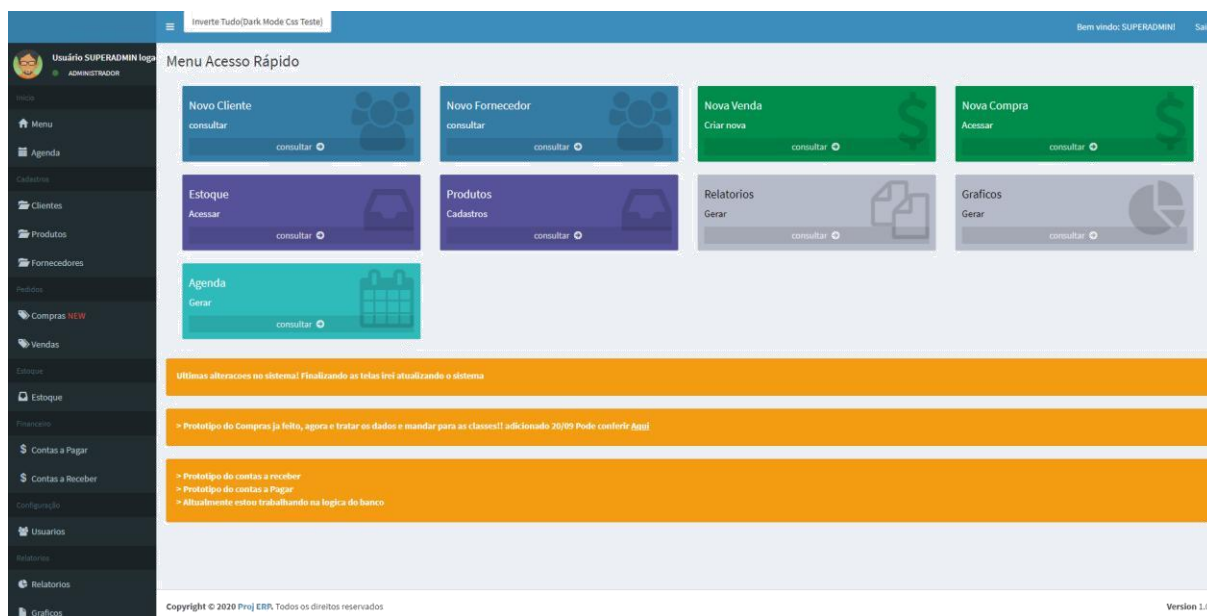 Inverte Tudo(Dark Mode Css Teste)
Bem vindo: SUPERADMIN!
Usuário SUPERADMIN loga
ADMINISTRADOR
Inicio
Menu
Agenda
Cadastros
Clientes
Produtos
Fornecedores
Pedidos
Compras NEW
Vendas
Estoque
Estoque
Financeiro
$ Contas a Pagar
$ Contas a Receber
Configuração
Usuarios
Relatorios
Relatorios
Graficos
Menu Acesso Rápido
Novo Cliente
consultar
consultar
Novo Fornecedor
consultar
consultar
Nova Venda
Criar nova
consultar
Nova Compra
Acessar
consultar
Estoque
Acessar
consultar
Produtos
Cadastros
consultar
Relatorios
Gerar
consultar
Graficos
Gerar
consultar
Agenda
Gerar
consultar
Ultimas alteracoes no sistema! Finalizando as telas irei atualizando o sistema
> Prototipo do Compras ja feito, agora e tratar os dados e mandar para as classes!! adicionado 20/09 Pode conferir Aqui
> Prototipo do contas a receber
> Prototipo do contas a Pagar
> Altualmente estou trabalhando na logica do banco
Copyright © 2020 Proj ERP. Todos os direitos reservados
Version 1.